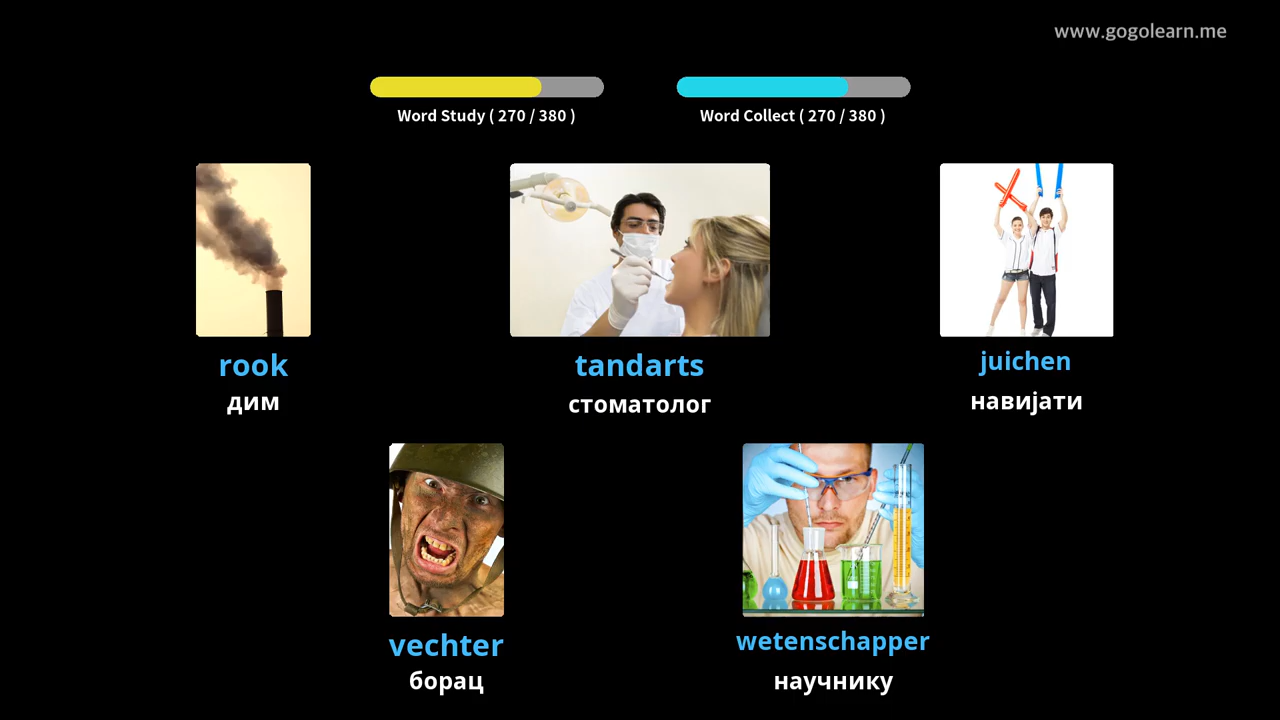 www.gogolearn.me
Word Study ( 270 / 380 )
Word Collect ( 270 / 380 )
rook
дим
tandarts
стоматолог
juichen
навијати
vechter
борац
wetenschapper
научнику